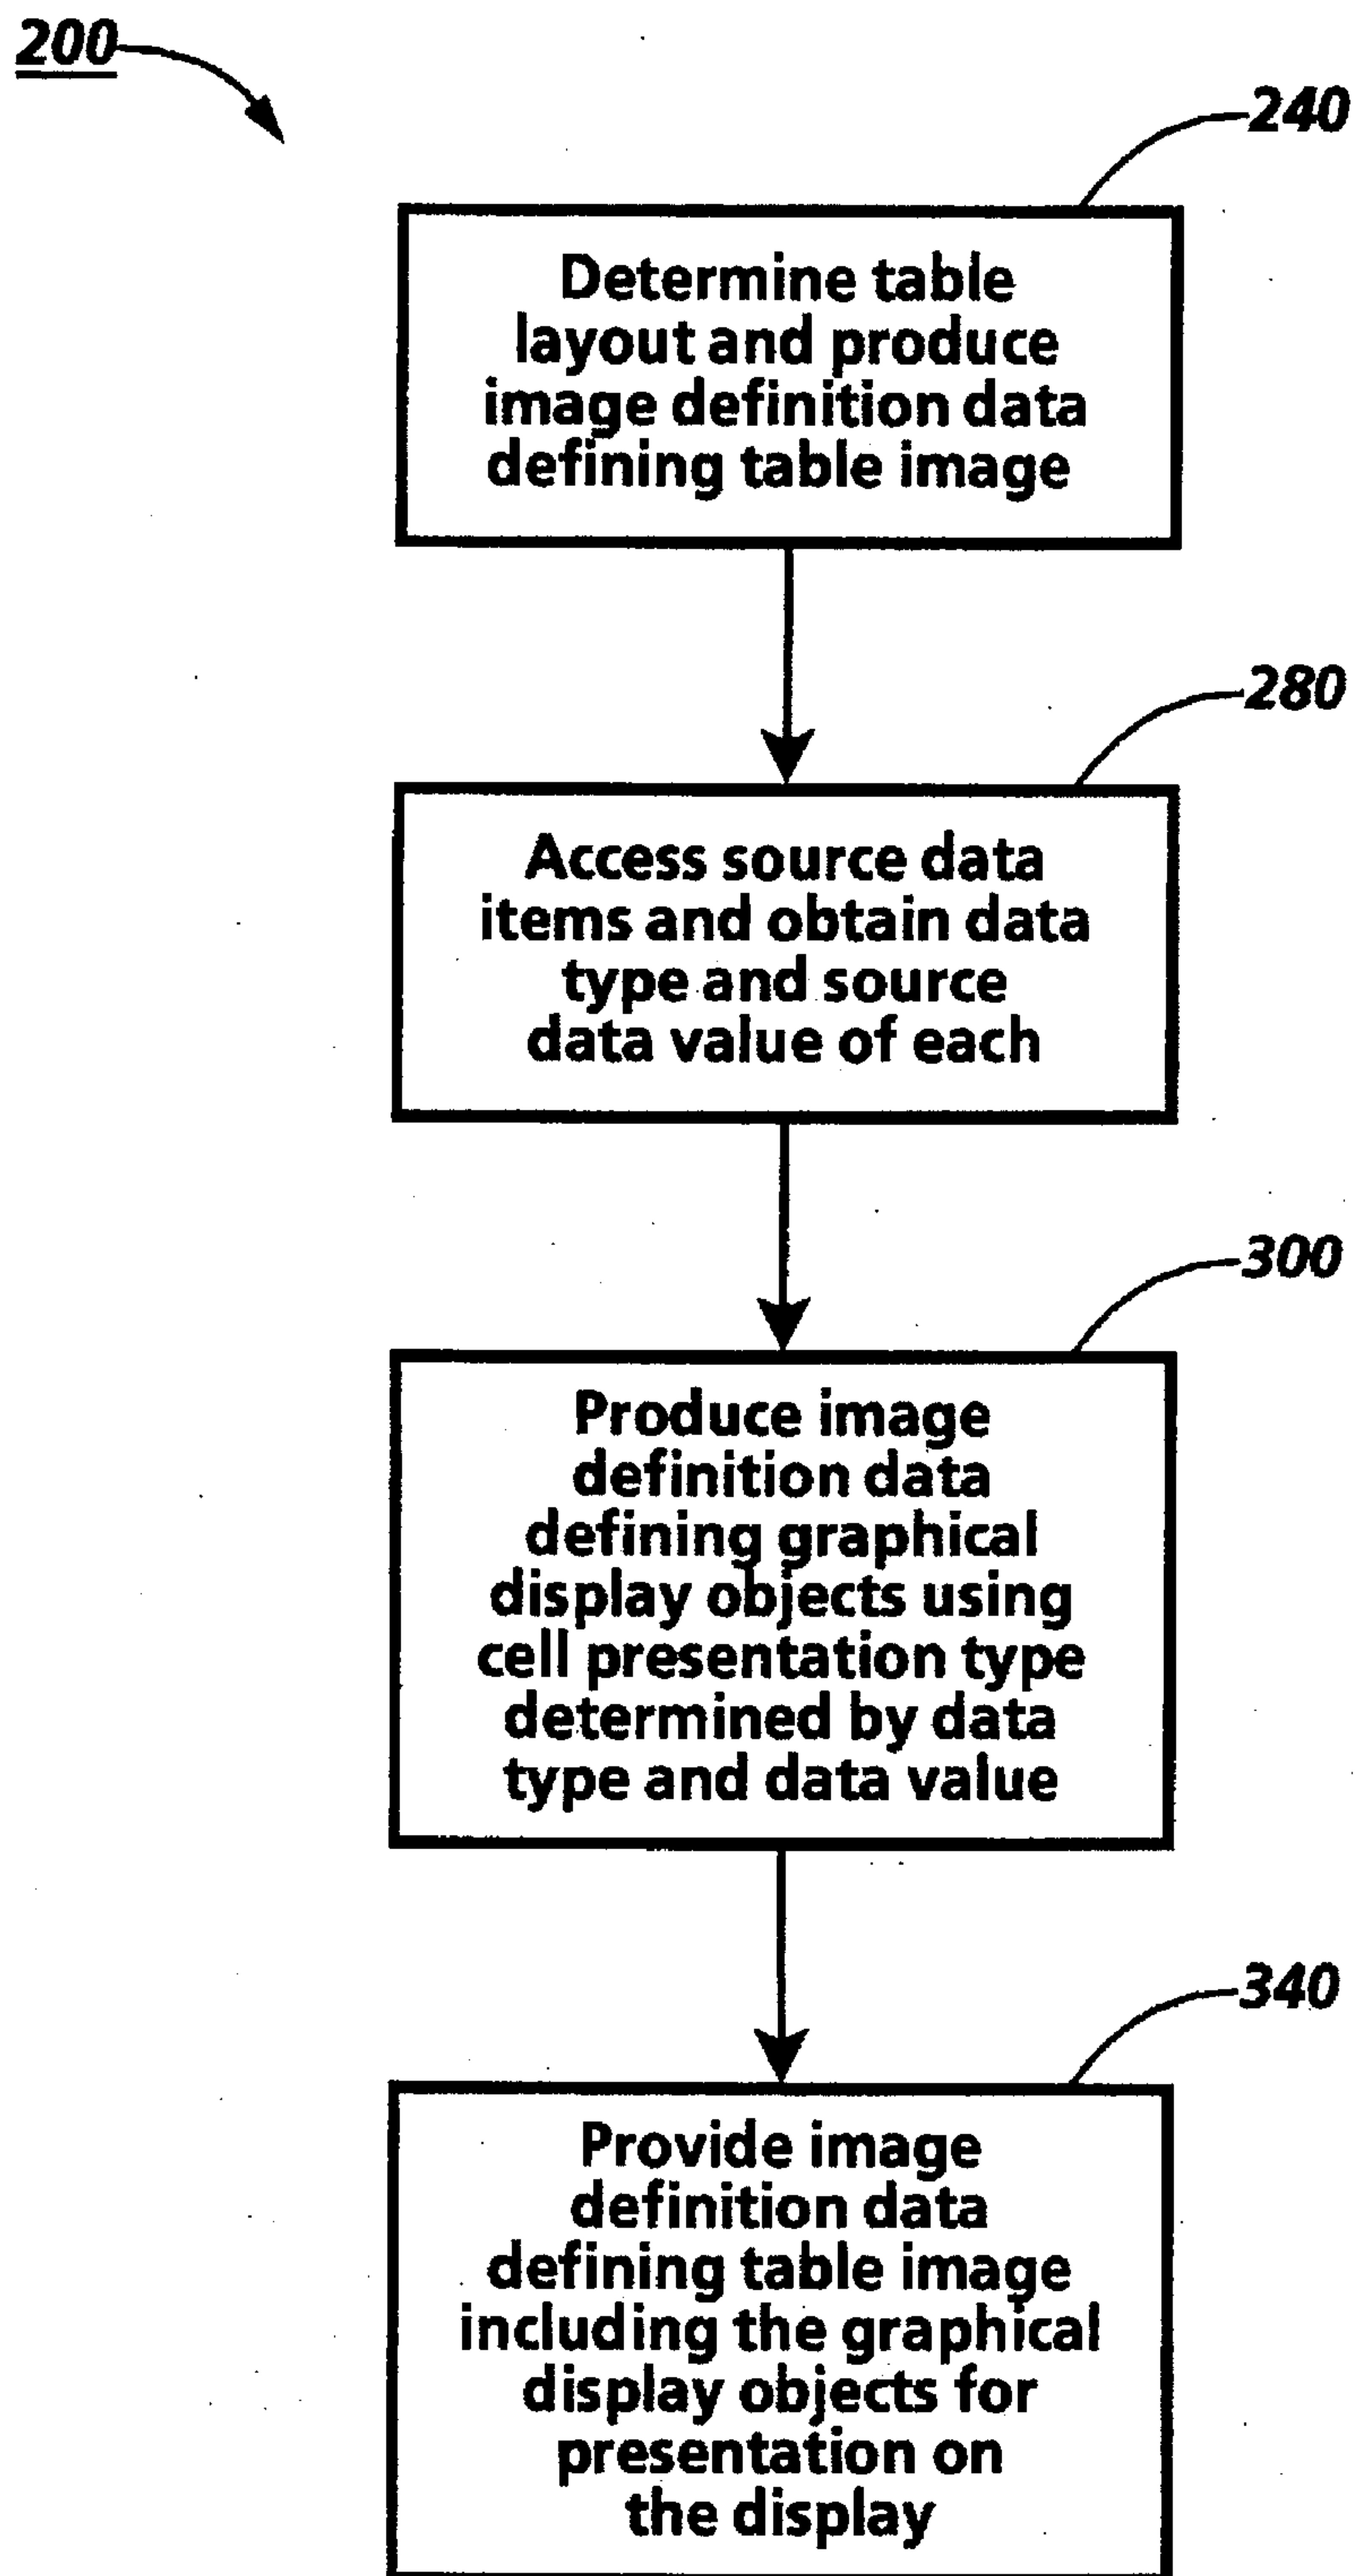 200
240
Determine table
layout and produce
image definition data
defining table image
280
Access source data
items and obtain data
type and source
data value of each
300
Produce image
definition data
defining graphical
display objects using
cell presentation type
determined by data
type and data value
340
Provide image
definition data
defining table image
including the graphical
display objects for
presentation on
the display